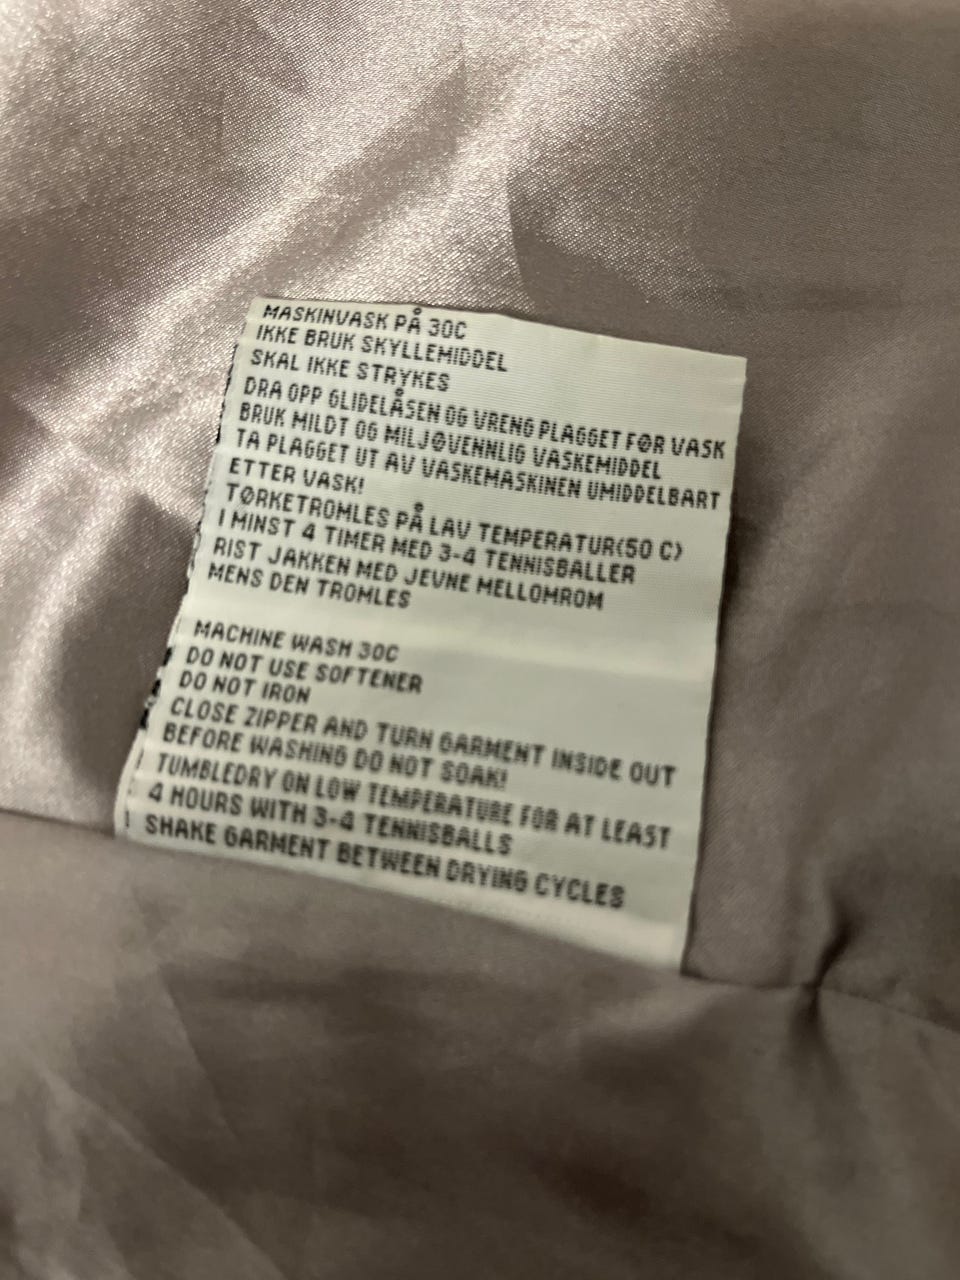 MASKINVASK PÅ 30C
IKKE BRUK SKYLLEMIDDEL
SKAL IKKE STRYKES
DRA OPP GLIDELÅSEN OG VRENG PLAGGET FØR VASK
BRUK MILDT OG MILJØVENNLIG VASKEMIDDEL
TA PLAGGET UT AV VASKEMASKINEN UMIDDELBART
ETTER VASK!
TØRKETROMLES PÅ LAV TEMPERATUR(50 C)
I MINST 4 TIMER MED 3-4 TENNISBALLER
RIST JAKKEN MED JEVNE MELLOMROM
MENS DEN TROMLES
MACHINE WASH 30C
DO NOT USE SOFTENER
DO NOT IRON
CLOSE ZIPPER AND TURN GARMENT INSIDE OUT
BEFORE WASHING DO NOT SOAK!
TUMBLEDRY ON LOW TEMPERATURE FOR AT LEAST
4 HOURS WITH 3-4 TENNISBALLS
SHAKE GARMENT BETWEEN DRYING CYCLES